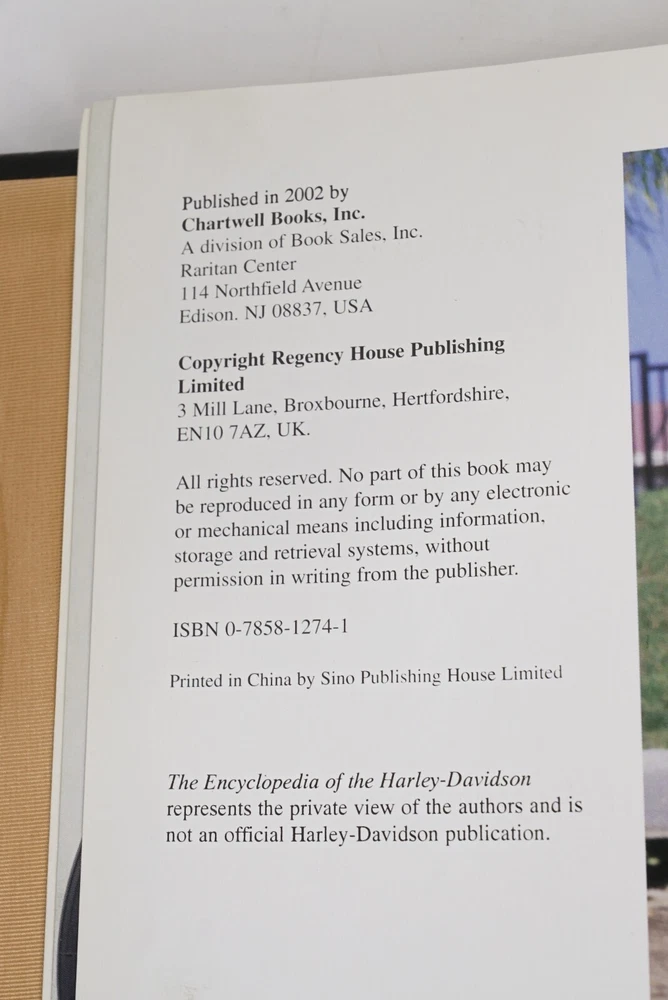 Published in 2002 by
Chartwell Books, Inc.
A division of Book Sales, Inc.
Raritan Center
114 Northfield Avenue
Edison. NJ 08837, USA
Copyright Regency House Publishing
Limited
3 Mill Lane, Broxbourne, Hertfordshire,
EN10 7AZ, UK.
All rights reserved. No part of this book may
be reproduced in any form or by any electronic
or mechanical means including information,
storage and retrieval systems, without
permission in writing from the publisher.
ISBN 0-7858-1274-1
Printed in China by Sino Publishing House Limited
The Encyclopedia of the Harley-Davidson
represents the private view of the authors and is
not an official Harley-Davidson publication.